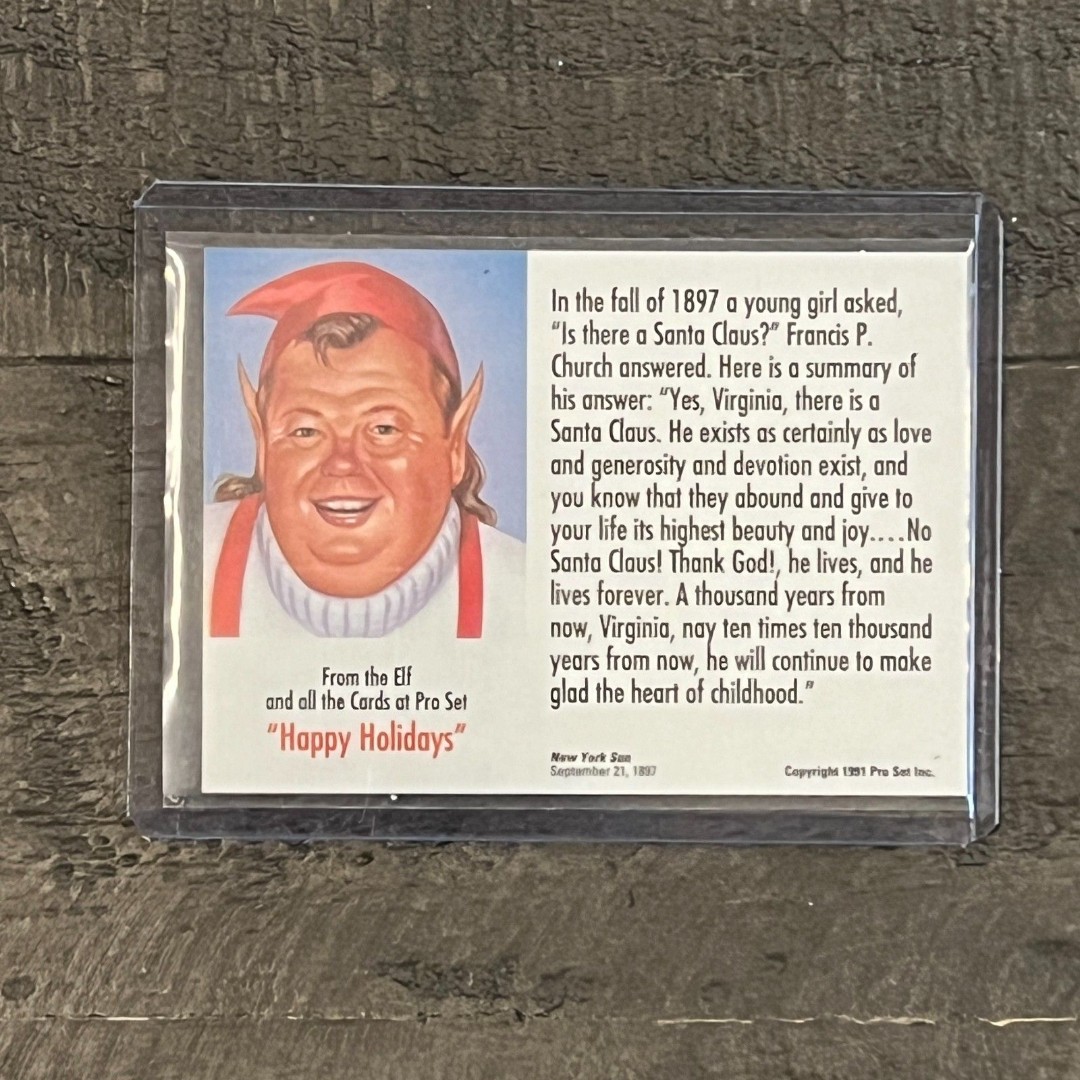 From the Elf
and all the Cards at Pro Set
"Happy Holidays"
In the fall of 1897 a young girl asked,
"Is there a Santa Claus?" Francis P.
Church answered. Here is a summary of
his answer: "Yes, Virginia, there is a
Santa Claus. He exists as certainly as love
and generosity and devotion exist, and
you know that they abound and give to
your life its highest beauty and joy....No
Santa Claus! Thank God!, he lives, and he
lives forever. A thousand years from
now, Virginia, nay ten times ten thousand
years from now, he will continue to make
glad the heart of childhood."
New York Sun
September 21, 1897
Copyright 1991 Pro Set Inc.